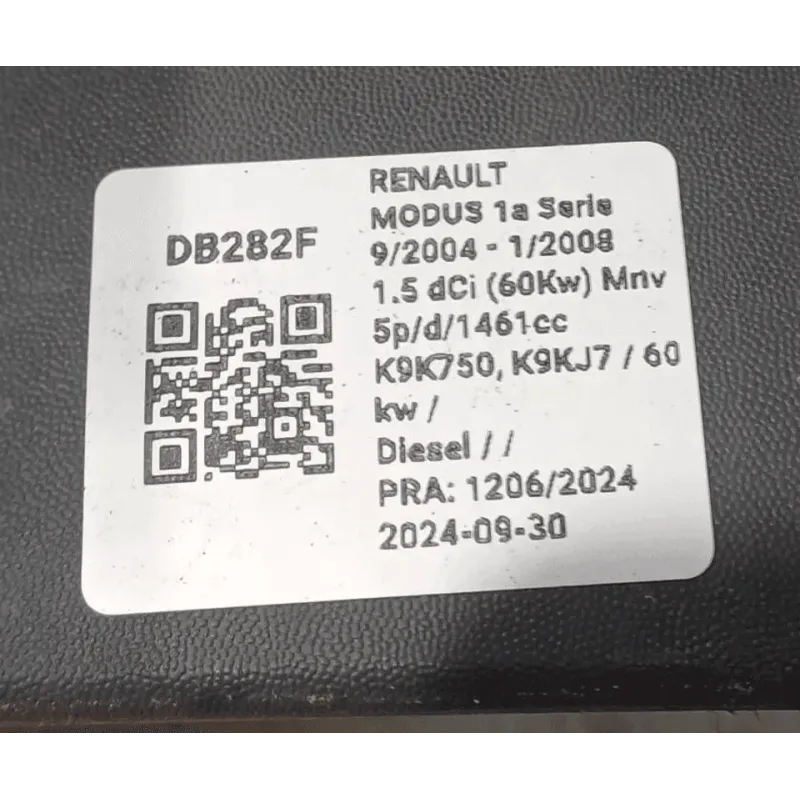 DB282F
RENAULT
MODUS 1a Serie
9/2004 - 1/2008
1.5 dCi (60Kw) Mnv
5p/d/1461cc
K9K750, K9KJ7 / 60
kw /
Diesel / /
PRA: 1206/2024
2024-09-30